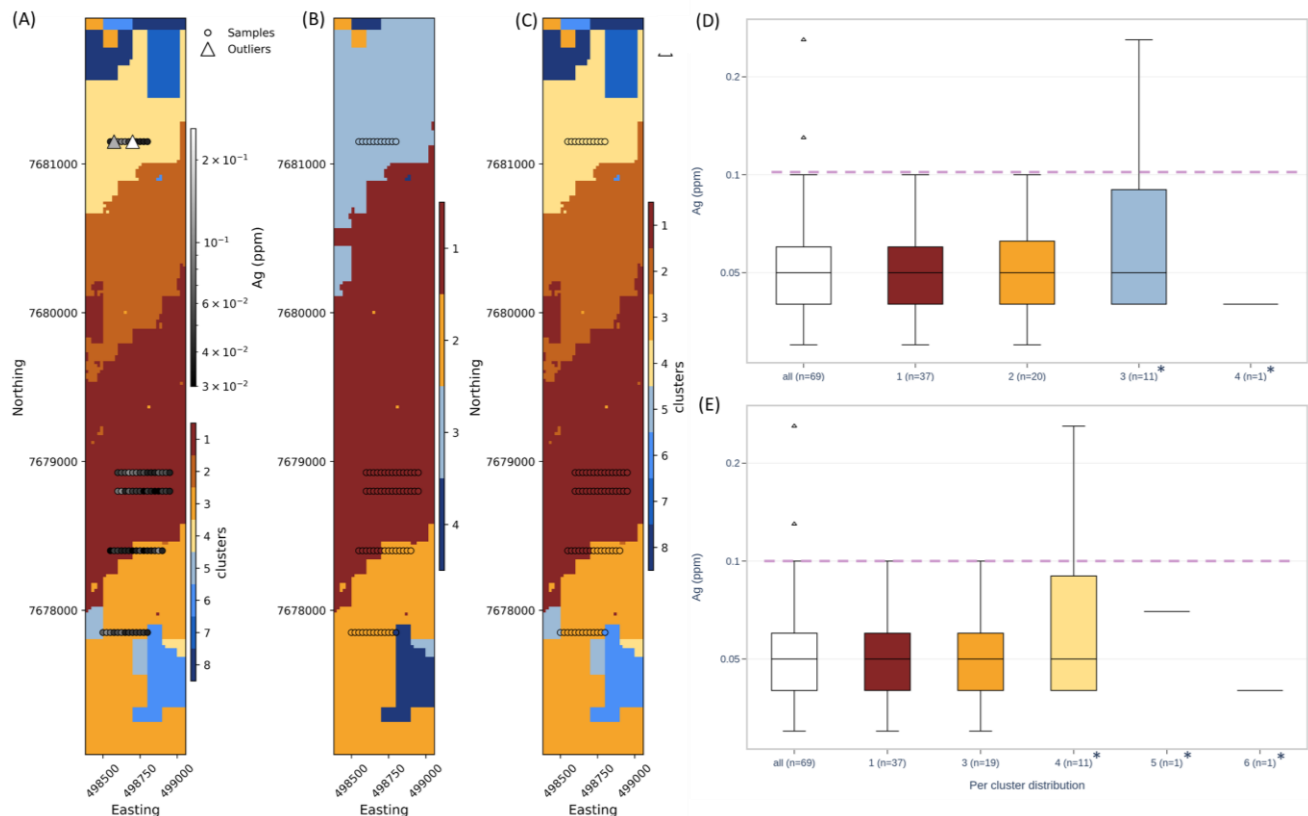 (A)
Samples
Outliers
7681000
7680000
7679000
7678000
Northing
498500
498750
499000
Easting
2 × 10⁻¹
10⁻¹
6 × 10⁻²
4 × 10⁻²
3 × 10⁻²
Ag (ppm)
1
2
3
4
5
6
7
8
clusters
(B)
498500
498750
499000
Easting
1
2
3
4
Northing
(C)
498500
498750
499000
Easting
1
2
3
4
5
6
7
8
clusters
(D)
0.2
0.1
0.05
Ag (ppm)
all (n=69)
1 (n=37)
2 (n=20)
3 (n=11)*
4 (n=1)*
(E)
0.2
0.1
0.05
Ag (ppm)
all (n=69)
1 (n=37)
3 (n=19)
4 (n=11)*
5 (n=1)*
6 (n=1)*
Per cluster distribution